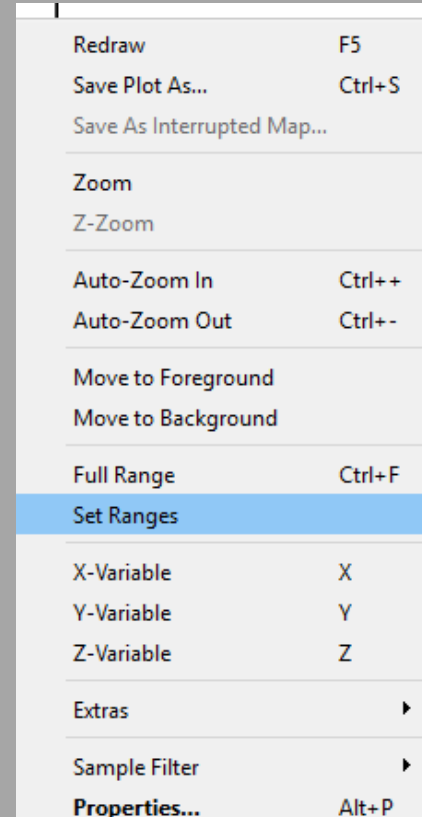 Redraw F5
Save Plot As... Ctrl+S
Save As Interrupted Map...
Zoom
Z-Zoom
Auto-Zoom In Ctrl++
Auto-Zoom Out Ctrl+-
Move to Foreground
Move to Background
Full Range Ctrl+F
Set Ranges
X-Variable X
Y-Variable Y
Z-Variable Z
Extras
Sample Filter
Properties... Alt+P